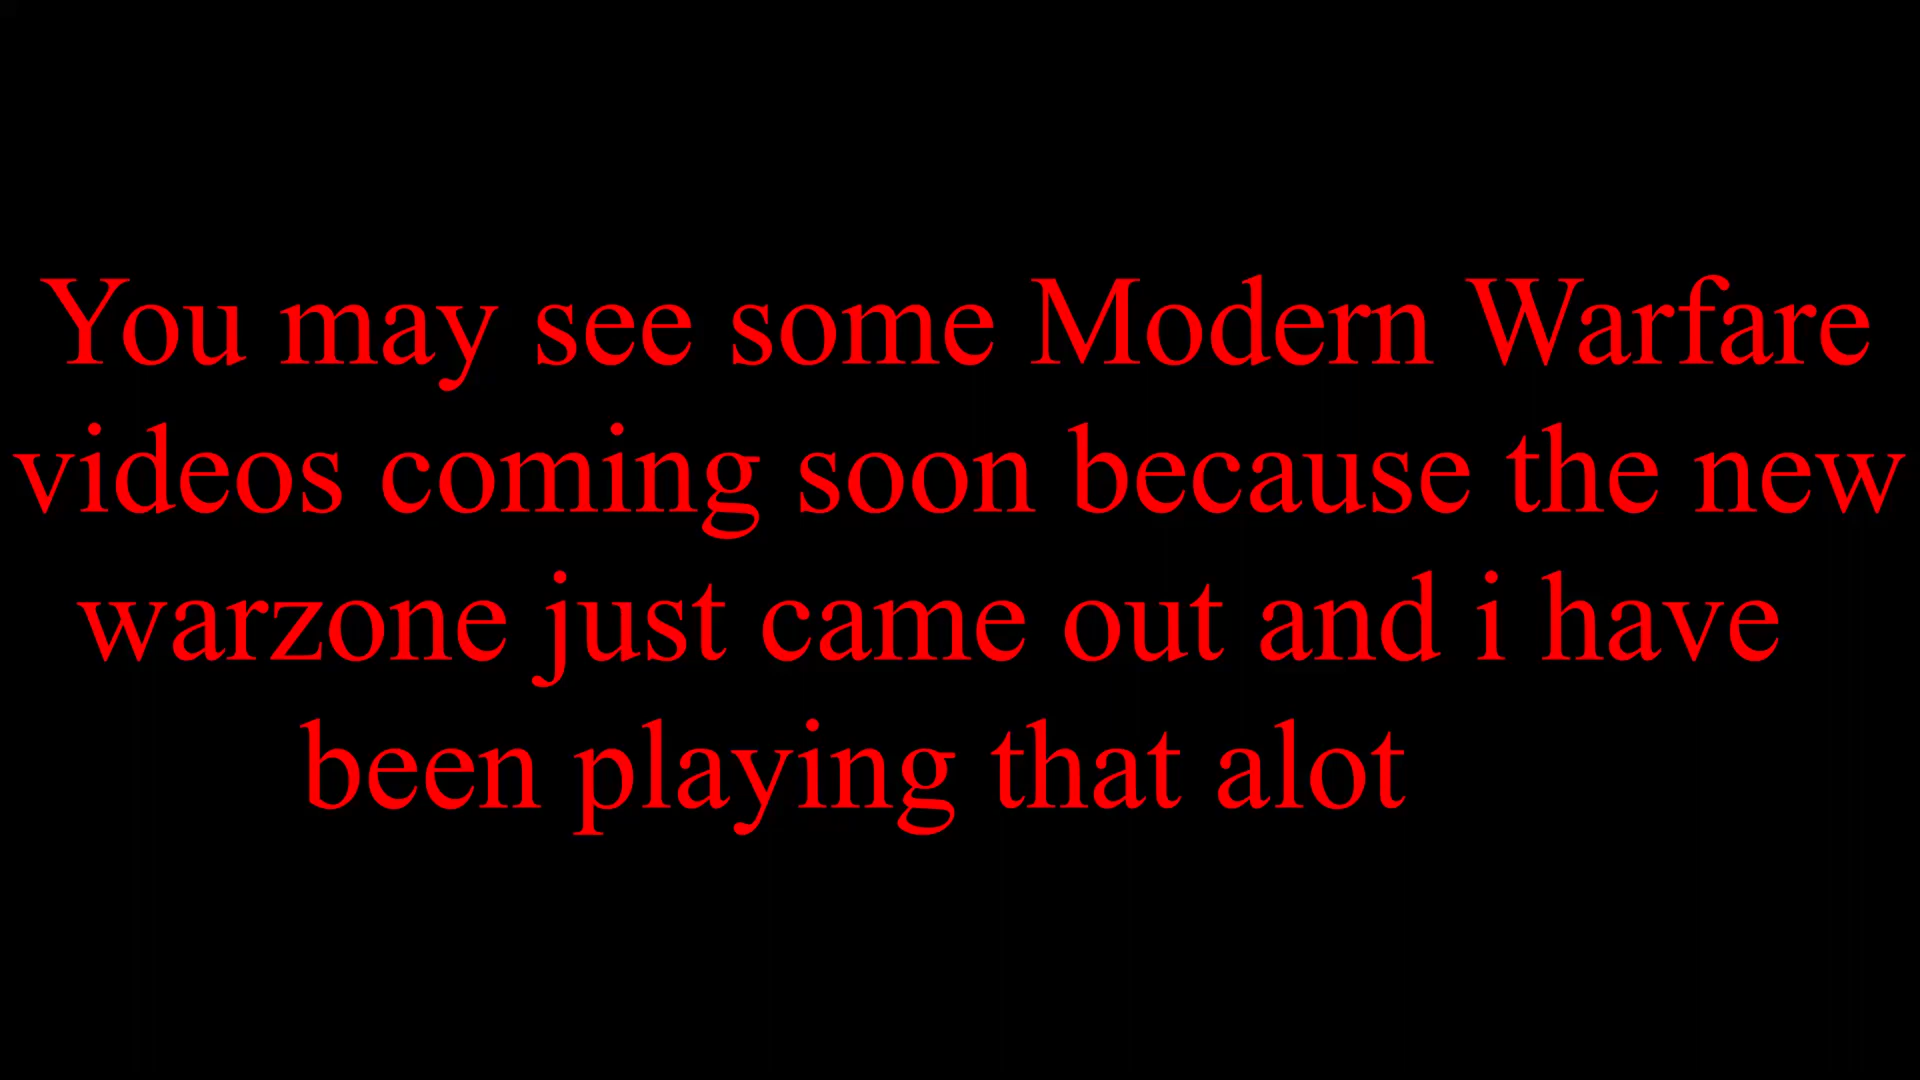 You may see some Modern Warfare
videos coming soon because the new
warzone just came out and i have
been playing that alot